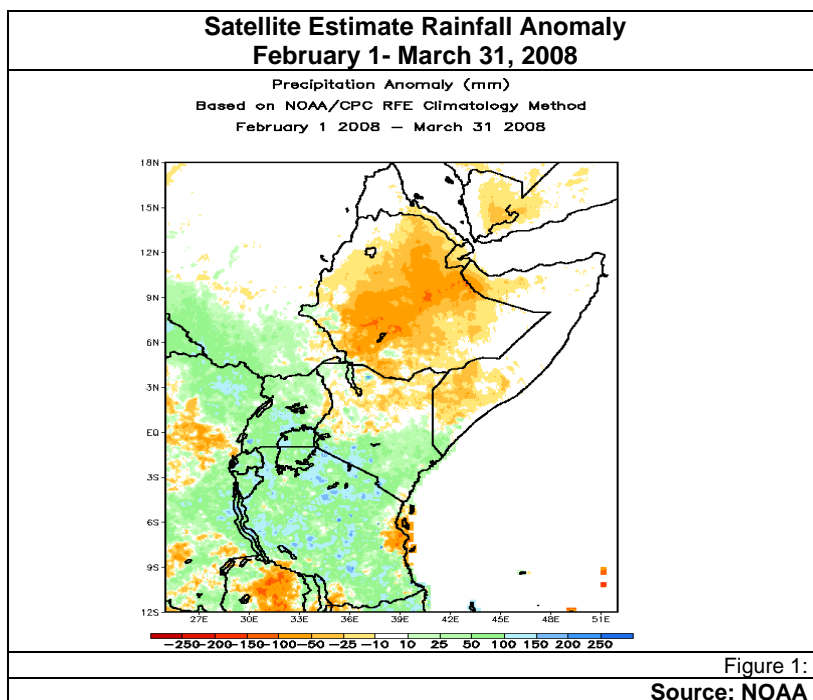 Satellite Estimate Rainfall Anomaly
February 1- March 31, 2008
Precipitation Anomaly (mm)
Based on NOAA/CPC RFE Climatology Method
February 1 2008 – March 31 2008
18N
15N
12N
9N
6N
3N
EQ
3S
6S
9S
12S
27E 30E 33E 36E 39E 42E 45E 48E 51E
-250-200-150-100-50 -25 -10 10 25 50 100 150 200 250
Figure 1:
Source: NOAA